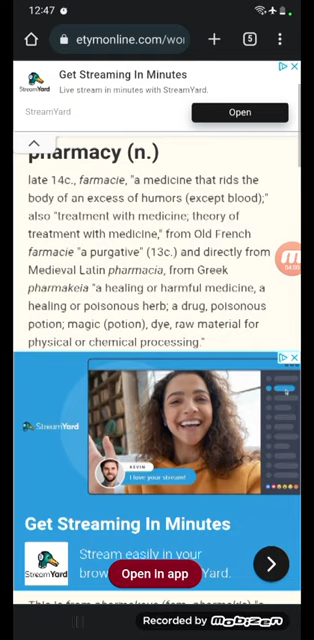 12:47
etymonline.com/wor
5
Get Streaming In Minutes
Live stream in minutes with StreamYard.
StreamYard
StreamYard
Open
pharmacy (n.)
late 14c., farmacie, "a medicine that rids the
body of an excess of humors (except blood);"
also "treatment with medicine; theory of
treatment with medicine," from Old French
farmacie "a purgative" (13c.) and directly from
Medieval Latin pharmacia, from Greek
pharmakeia "a healing or harmful medicine, a
healing or poisonous herb; a drug, poisonous
potion; magic (potion), dye, raw material for
physical or chemical processing."
StreamYard
KEVIN
I love your stream!
Get Streaming In Minutes
StreamYard
Stream easily in your
brow
Yard.
Open in app
Recorded by Mobizen